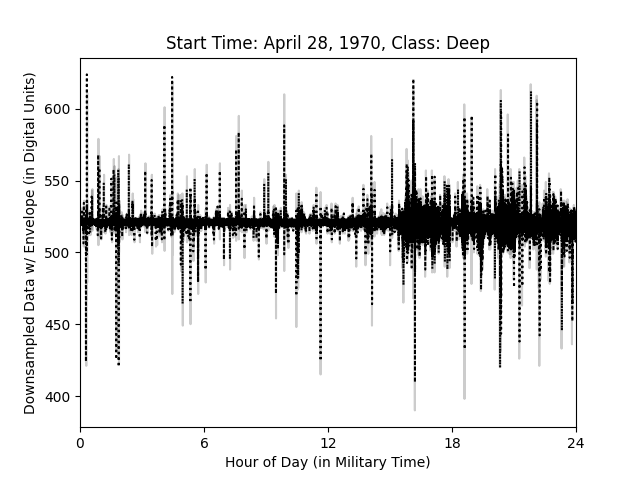 Start Time: April 28, 1970, Class: Deep
Downsampled Data w/ Envelope (in Digital Units)
600
550
500
450
400
0 6 12 18 24
Hour of Day (in Military Time)